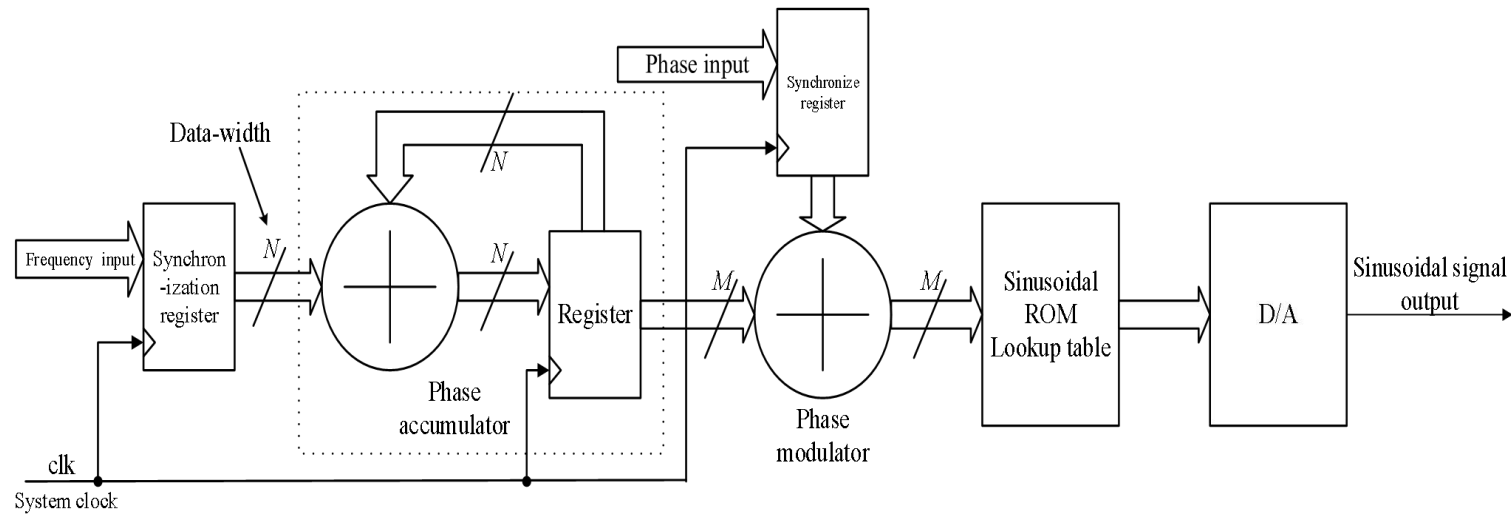 Phase input
Synchronize
register
Data-width
N
Frequency input
Synchron
-ization
register
N
N
Register
M
M
Sinusoidal
ROM
Lookup table
D/A
Sinusoidal signal
output
Phase
accumulator
Phase
modulator
clk
System clock